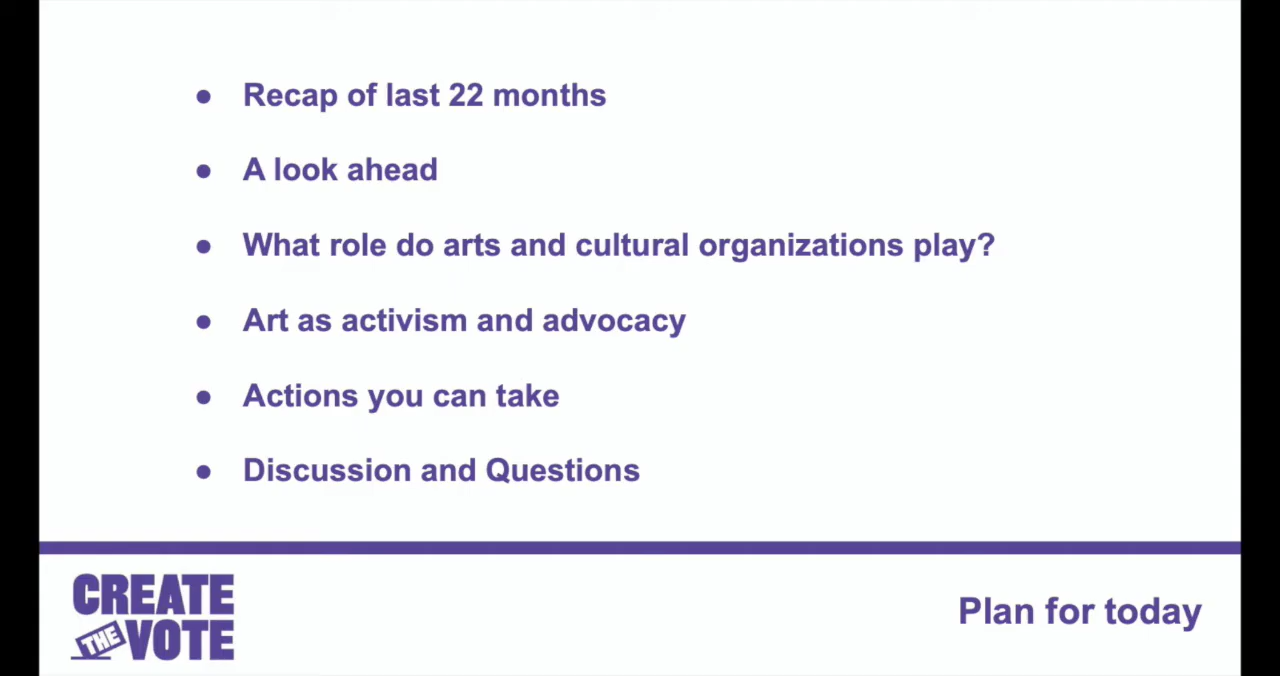 ● Recap of last 22 months
● A look ahead
● What role do arts and cultural organizations play?
● Art as activism and advocacy
● Actions you can take
● Discussion and Questions
CREATE
THE VOTE
Plan for today